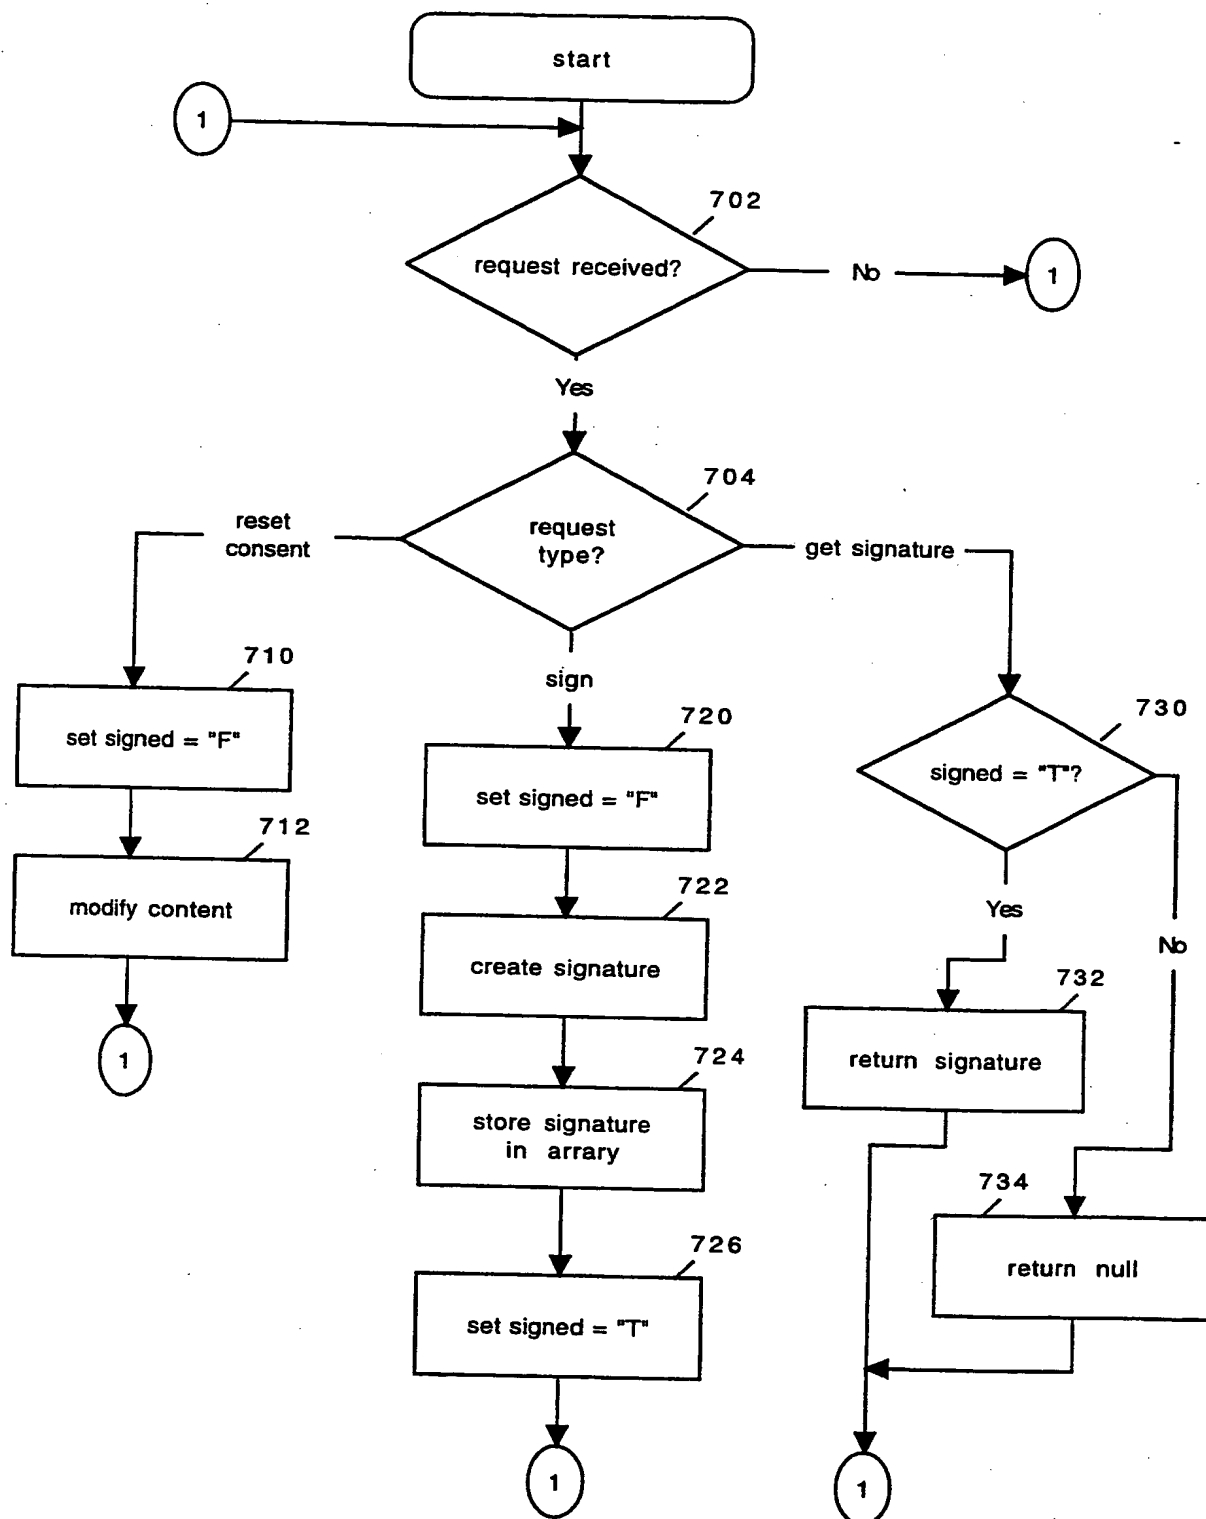 start
1
702
request received?
No
1
Yes
704
reset
consent
request
type?
get signature
710
sign
set signed = "F"
720
730
set signed = "F"
signed = "T"?
712
modify content
722
Yes
create signature
No
1
732
return signature
724
store signature
in arrary
734
return null
726
set signed = "T"
1
1